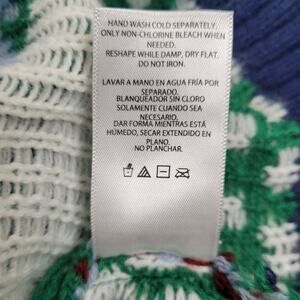 HAND WASH COLD SEPARATELY.
ONLY NON-CHLORINE BLEACH WHEN
NEEDED.
RESHAPE WHILE DAMP, DRY FLAT.
DO NOT IRON.
LAVAR A MANO EN AGUA FRÍA POR
SEPARADO.
BLANQUEADOR SIN CLORO
SOLAMENTE CUANDO SEA
NECESARIO.
DAR FORMA MIENTRAS ESTÁ
HÚMEDO, SECAR EXTENDIDO EN
PLANO.
NO PLANCHAR.